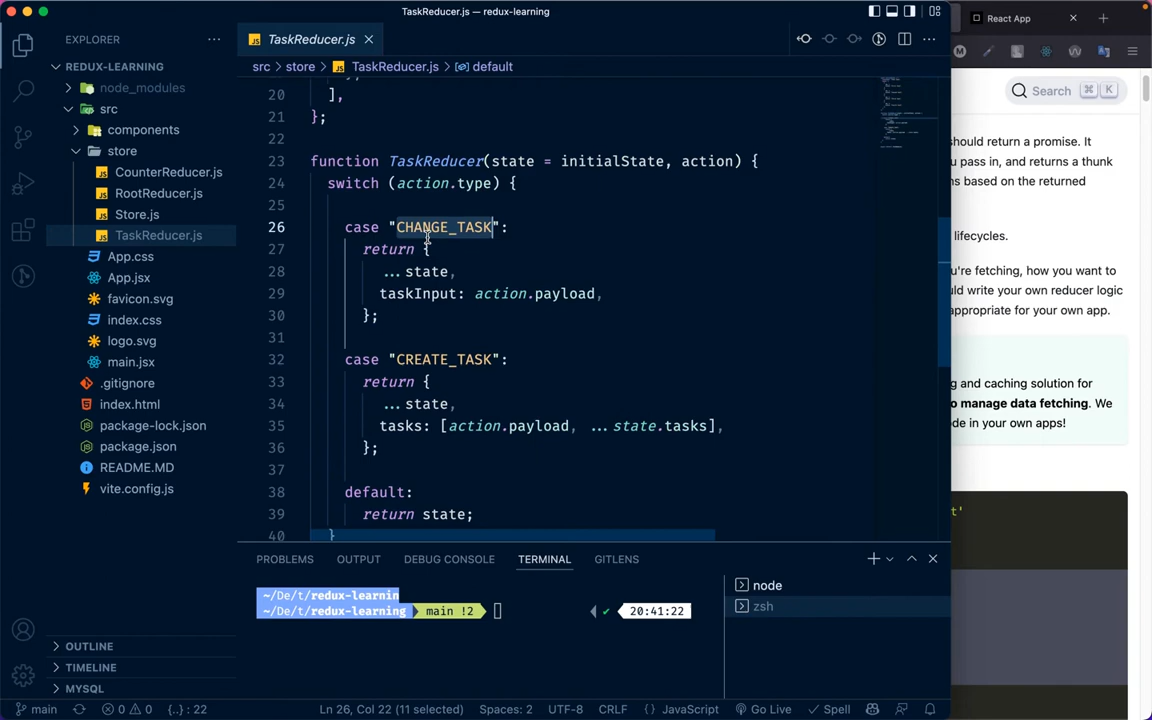 TaskReducer.js — redux-learning
React App
EXPLORER
TaskReducer.js
REDUX-LEARNING
src
store
TaskReducer.js
default
node_modules
src
components
store
CounterReducer.js
RootReducer.js
Store.js
TaskReducer.js
App.css
App.jsx
favicon.svg
index.css
logo.svg
main.jsx
.gitignore
index.html
package-lock.json
package.json
README.MD
vite.config.js
OUTLINE
TIMELINE
MYSQL
20 ],
21 };
22
23 function TaskReducer(state = initialState, action) {
24 switch (action.type) {
25
26 case "CHANGE_TASK":
27 return {
28 ...state,
29 taskInput: action.payload,
30 };
31
32 case "CREATE_TASK":
33 return {
34 ...state,
35 tasks: [action.payload, ...state.tasks],
36 };
37
38 default:
39 return state;
40 }
PROBLEMS OUTPUT DEBUG CONSOLE TERMINAL GITLENS
~/De/t/redux-learnin
~/De/t/redux-learning main !2
✔ 20:41:22
node
zsh
Search ⌘ K
should return a promise. It
pass in, and returns a thunk
ns based on the returned
lifecycles.
u're fetching, how you want to
uld write your own reducer logic
appropriate for your own app.
g and caching solution for
o manage data fetching. We
de in your own apps!
t'
main
0 0
{..} : 22
Ln 26, Col 22 (11 selected)
Spaces: 2
UTF-8
CRLF
{} JavaScript
Go Live
Spell